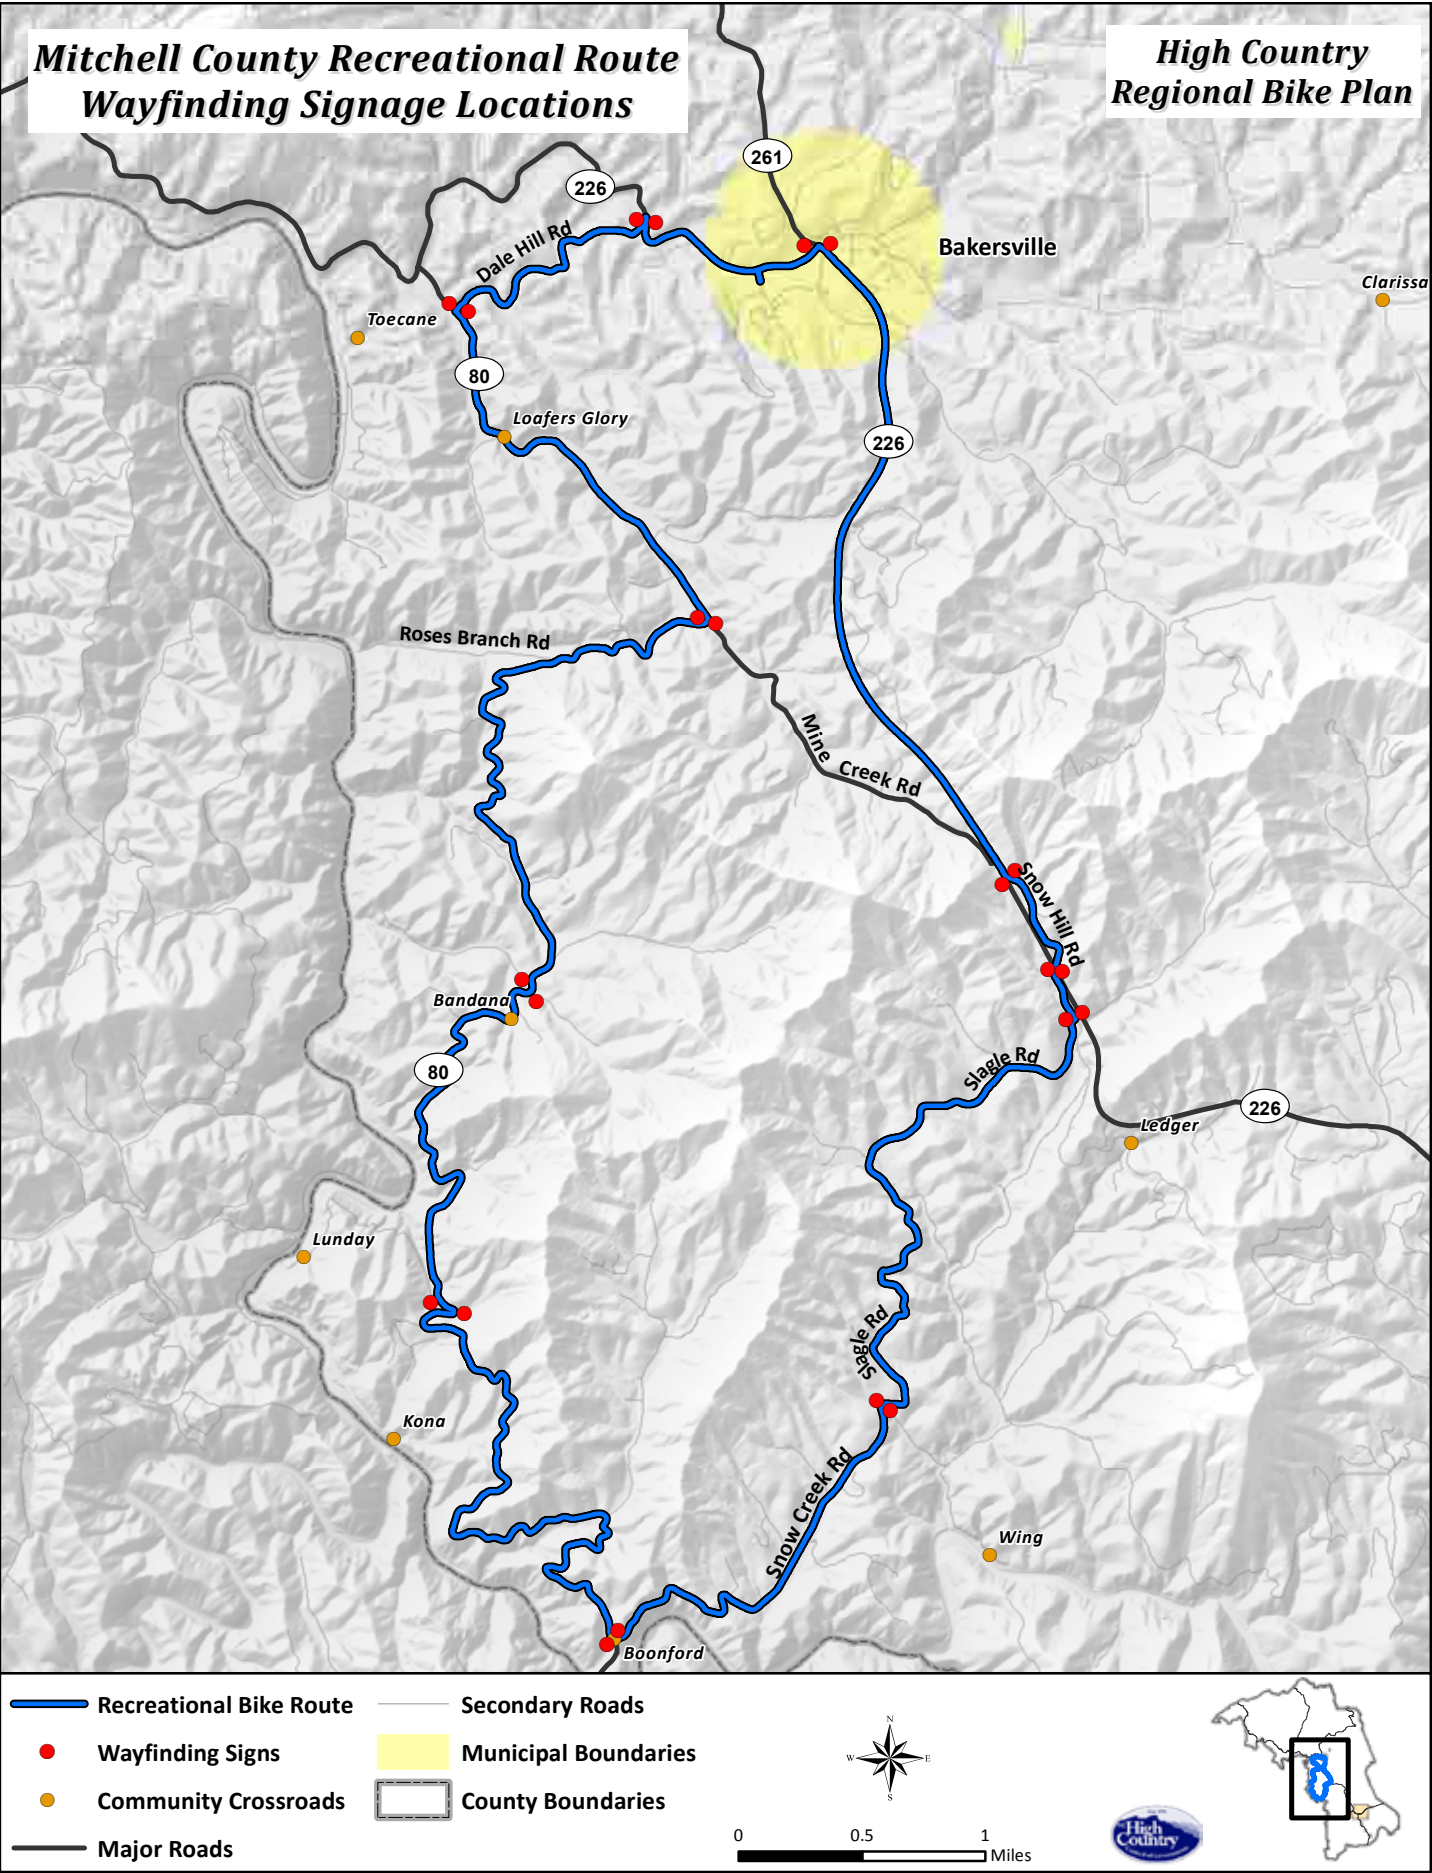 Mitchell County Recreational Route
Wayfinding Signage Locations
High Country
Regional Bike Plan
261
226
Dale Hill Rd
Bakersville
Clarissa
Toecane
80
Loafers Glory
226
Roses Branch Rd
Mine Creek Rd
Snow Hill Rd
Bandana
80
Slagle Rd
226
Ledger
Lunday
Slagle Rd
Kona
Snow Creek Rd
Wing
Boonford
Recreational Bike Route
Secondary Roads
Wayfinding Signs
Municipal Boundaries
Community Crossroads
County Boundaries
Major Roads
N
W
E
S
0
0.5
1
Miles
High
Country